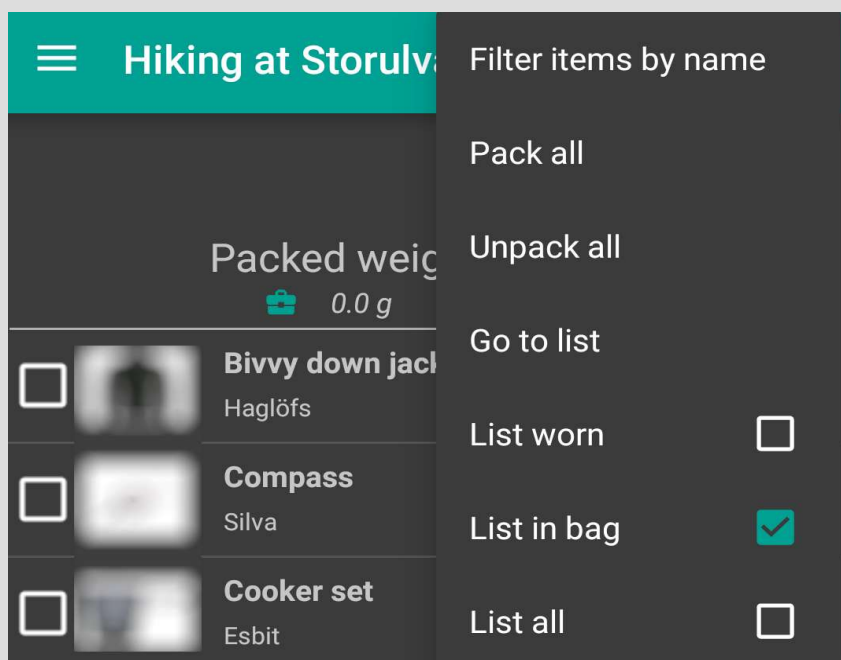 Hiking at Storulv
Packed weig
0.0 g
Bivvy down jack
Haglöfs
Compass
Silva
Cooker set
Esbit
Filter items by name
Pack all
Unpack all
Go to list
List worn
List in bag
List all